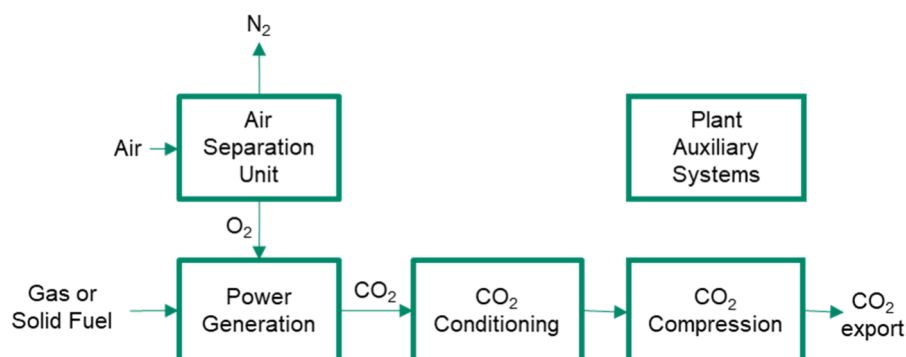 N₂
Air
Air
Separation
Unit
Plant
Auxiliary
Systems
O₂
Gas or
Solid Fuel
Power
Generation
CO₂
CO₂
Conditioning
CO₂
Compression
CO₂
export